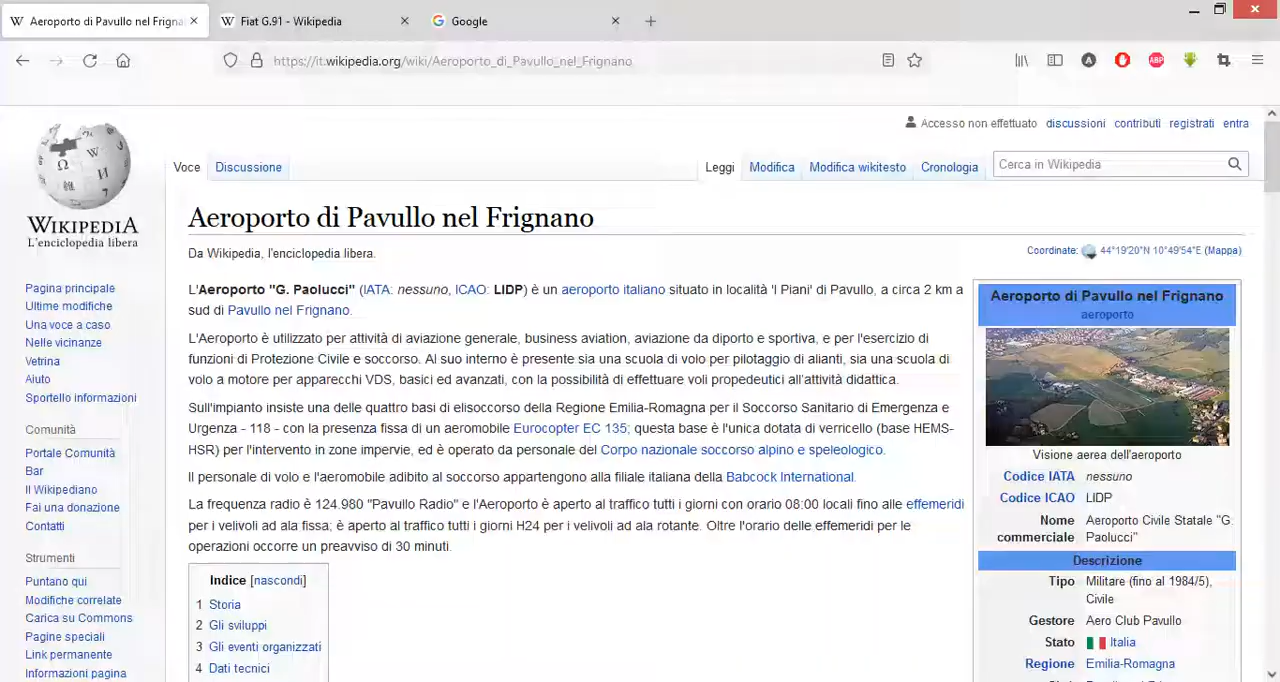 Aeroporto di Pavullo nel Frigna
Fiat G.91 - Wikipedia
Google
https://it.wikipedia.org/wiki/Aeroporto_di_Pavullo_nel_Frignano
A
ABP
Accesso non effettuato discussioni contributi registrati entra
Voce Discussione Leggi Modifica Modifica wikitesto Cronologia Cerca in Wikipedia
WIKIPEDIA
L'enciclopedia libera
Pagina principale
Ultime modifiche
Una voce a caso
Nelle vicinanze
Vetrina
Aiuto
Sportello informazioni
Comunità
Portale Comunità
Bar
Il Wikipediano
Fai una donazione
Contatti
Strumenti
Puntano qui
Modifiche correlate
Carica su Commons
Pagine speciali
Link permanente
Informazioni pagina
Aeroporto di Pavullo nel Frignano
Da Wikipedia, l'enciclopedia libera.
Coordinate: 44°19′20″N 10°49′54″E (Mappa)
L'Aeroporto "G. Paolucci" (IATA: nessuno, ICAO: LIDP) è un aeroporto italiano situato in località 'I Piani' di Pavullo, a circa 2 km a
sud di Pavullo nel Frignano.
L'Aeroporto è utilizzato per attività di aviazione generale, business aviation, aviazione da diporto e sportiva, e per l'esercizio di
funzioni di Protezione Civile e soccorso. Al suo interno è presente sia una scuola di volo per pilotaggio di alianti, sia una scuola di
volo a motore per apparecchi VDS, basici ed avanzati, con la possibilità di effettuare voli propedeutici all'attività didattica.
Sull'impianto insiste una delle quattro basi di elisoccorso della Regione Emilia-Romagna per il Soccorso Sanitario di Emergenza e
Urgenza - 118 - con la presenza fissa di un aeromobile Eurocopter EC 135; questa base è l'unica dotata di verricello (base HEMS-
HSR) per l'intervento in zone impervie, ed è operato da personale del Corpo nazionale soccorso alpino e speleologico.
Il personale di volo e l'aeromobile adibito al soccorso appartengono alla filiale italiana della Babcock International.
La frequenza radio è 124.980 "Pavullo Radio" e l'Aeroporto è aperto al traffico tutti i giorni con orario 08:00 locali fino alle effemeridi
per i velivoli ad ala fissa; è aperto al traffico tutti i giorni H24 per i velivoli ad ala rotante. Oltre l'orario delle effemeridi per le
operazioni occorre un preavviso di 30 minuti.
Indice [nascondi]
1 Storia
2 Gli sviluppi
3 Gli eventi organizzati
4 Dati tecnici
Aeroporto di Pavullo nel Frignano
aeroporto
Visione aerea dell'aeroporto
Codice IATA nessuno
Codice ICAO LIDP
Nome commerciale Aeroporto Civile Statale "G.
Paolucci"
Descrizione
Tipo Militare (fino al 1984/5),
Civile
Gestore Aero Club Pavullo
Stato Italia
Regione Emilia-Romagna